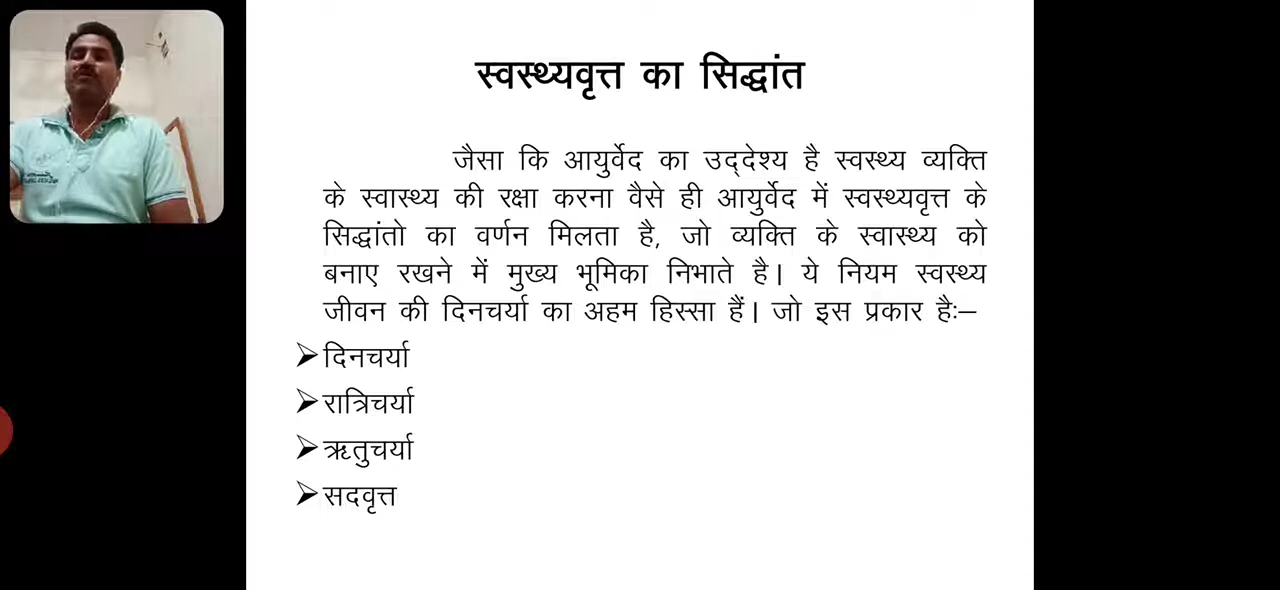 स्वस्थ्यवृत्त का सिद्धांत
जैसा कि आयुर्वेद का उद्देश्य है स्वस्थ्य व्यक्ति
के स्वास्थ्य की रक्षा करना वैसे ही आयुर्वेद में स्वस्थ्यवृत्त के
सिद्धांतो का वर्णन मिलता है, जो व्यक्ति के स्वास्थ्य को
बनाए रखने में मुख्य भूमिका निभाते है। ये नियम स्वस्थ्य
जीवन की दिनचर्या का अहम हिस्सा हैं। जो इस प्रकार हैः–
➢दिनचर्या
➢रात्रिचर्या
➢ऋतुचर्या
➢सदवृत्त